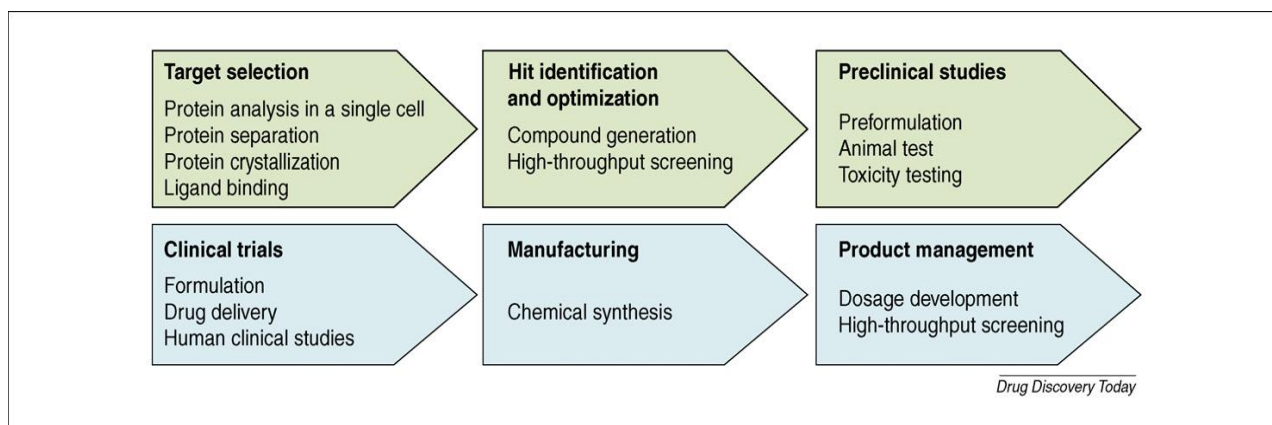 Target selection
Protein analysis in a single cell
Protein separation
Protein crystallization
Ligand binding
Hit identification
and optimization
Compound generation
High-throughput screening
Preclinical studies
Preformulation
Animal test
Toxicity testing
Clinical trials
Formulation
Drug delivery
Human clinical studies
Manufacturing
Chemical synthesis
Product management
Dosage development
High-throughput screening
Drug Discovery Today